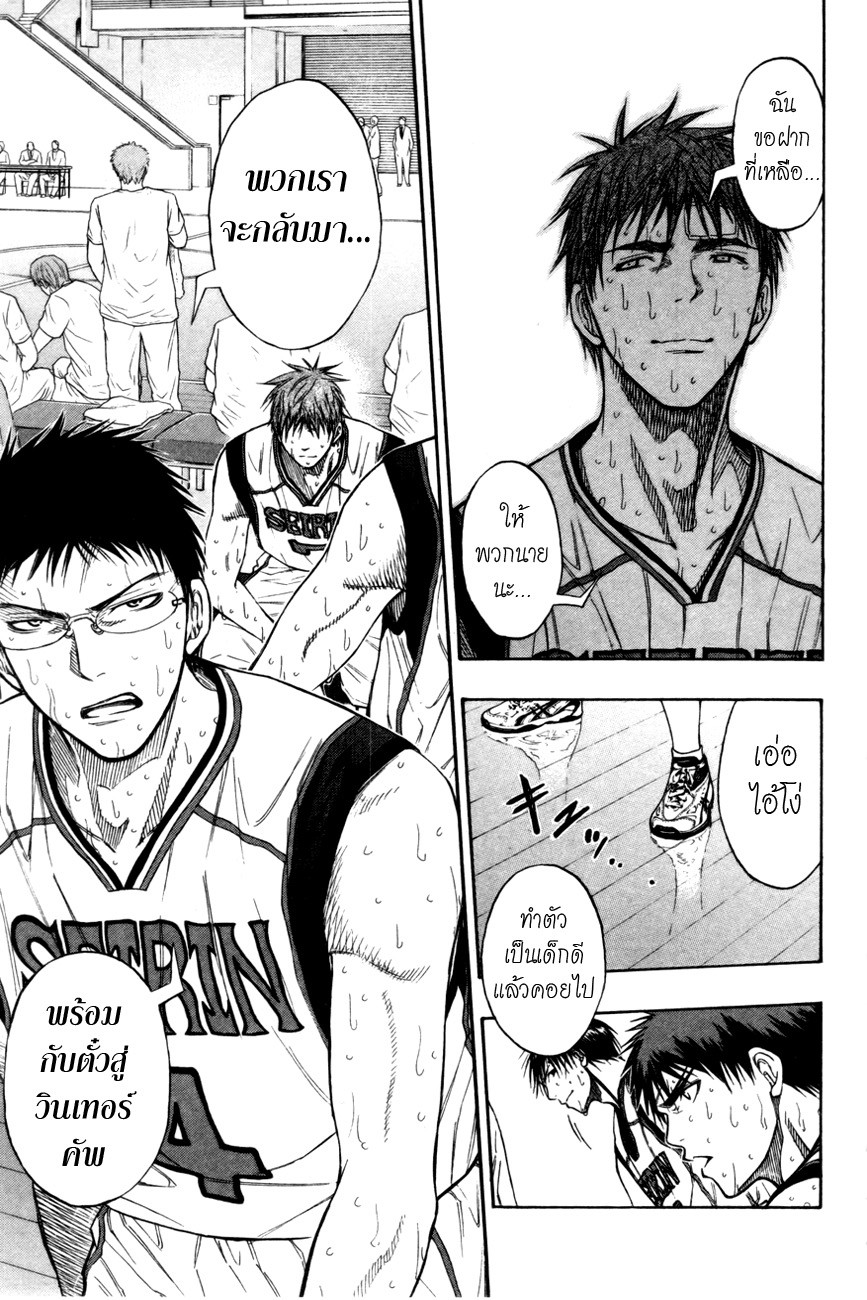 ฉัน
ขอฝาก
ที่เหลือ...
ให้
พวกนาย
นะ...
เอ่อ
ไอ้โง่
キュッ..
ทำตัว
เป็นเด็กดี
แล้วคอยไป
พวกเรา
จะกลับมา...
SEIRIN
SEIRIN
4
พร้อม
กับตั๋วสู่
วินเทอร์
คัพ